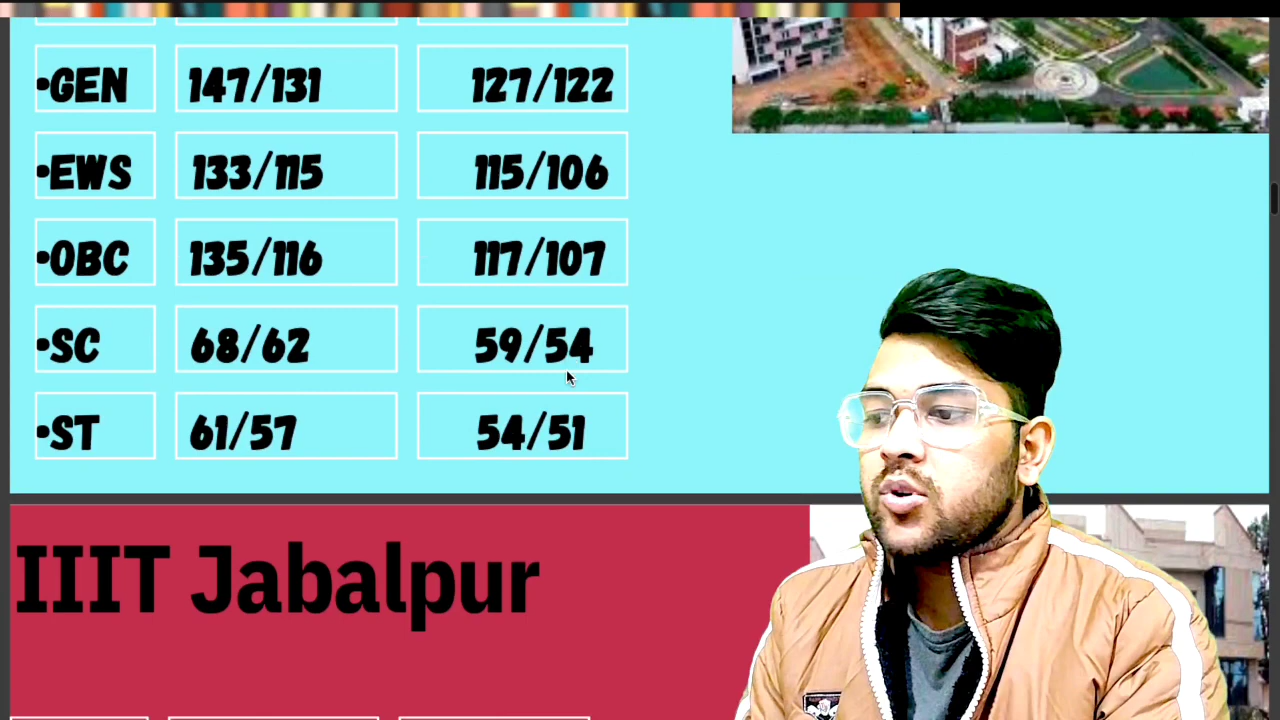 •GEN 147/131 127/122
•EWS 133/115 115/106
•OBC 135/116 117/107
•SC 68/62 59/54
•ST 61/57 54/51
IIIT Jabalpur